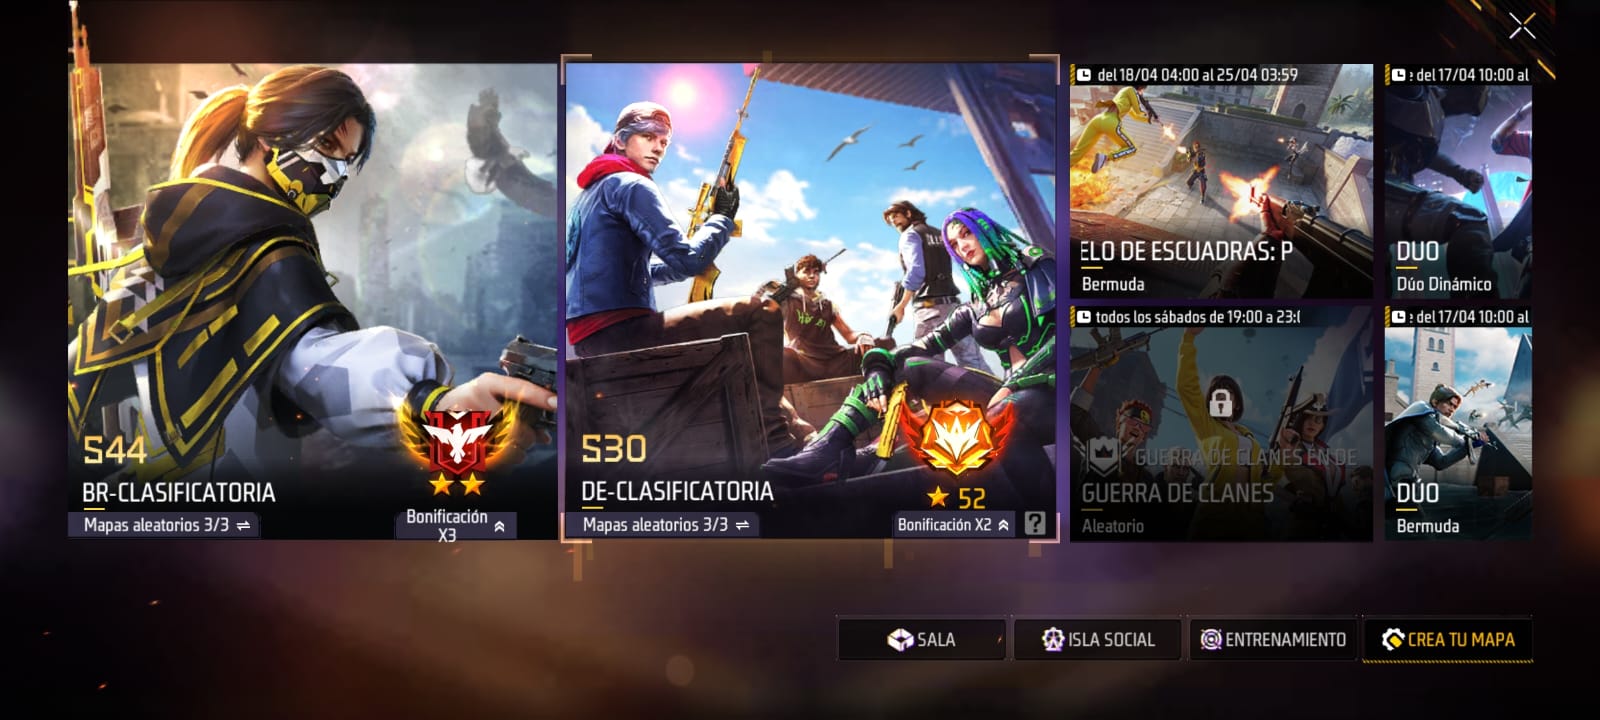 S44
BR-CLASIFICATORIA
Mapas aleatorios 3/3
Bonificación
X3
S30
DE-CLASIFICATORIA
Mapas aleatorios 3/3
52
Bonificación X2
?
del 18/04 04:00 al 25/04 03:59
ELO DE ESCUADRAS: P
Bermuda
: del 17/04 10:00 al
DUO
Dúo Dinámico
todos los sábados de 19:00 a 23:(
GUERRA DE CLANES EN DE
GUERRA DE CLANES
Aleatorio
: del 17/04 10:00 al
DÚO
Bermuda
SALA
ISLA SOCIAL
ENTRENAMIENTO
CREA TU MAPA